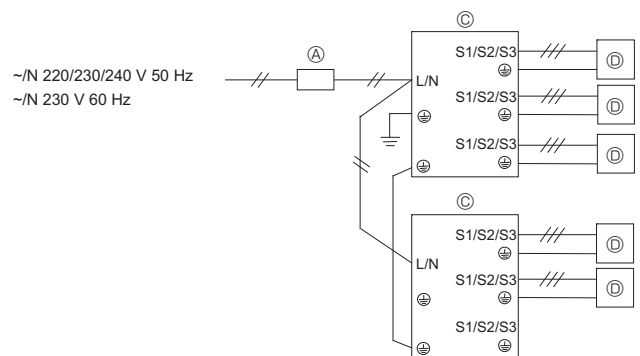 Ⓒ
~/N 220/230/240 V 50 Hz
~/N 230 V 60 Hz
Ⓐ
L/N
S1/S2/S3
Ⓓ
S1/S2/S3
Ⓓ
S1/S2/S3
Ⓓ
Ⓒ
L/N
S1/S2/S3
Ⓓ
S1/S2/S3
Ⓓ
S1/S2/S3